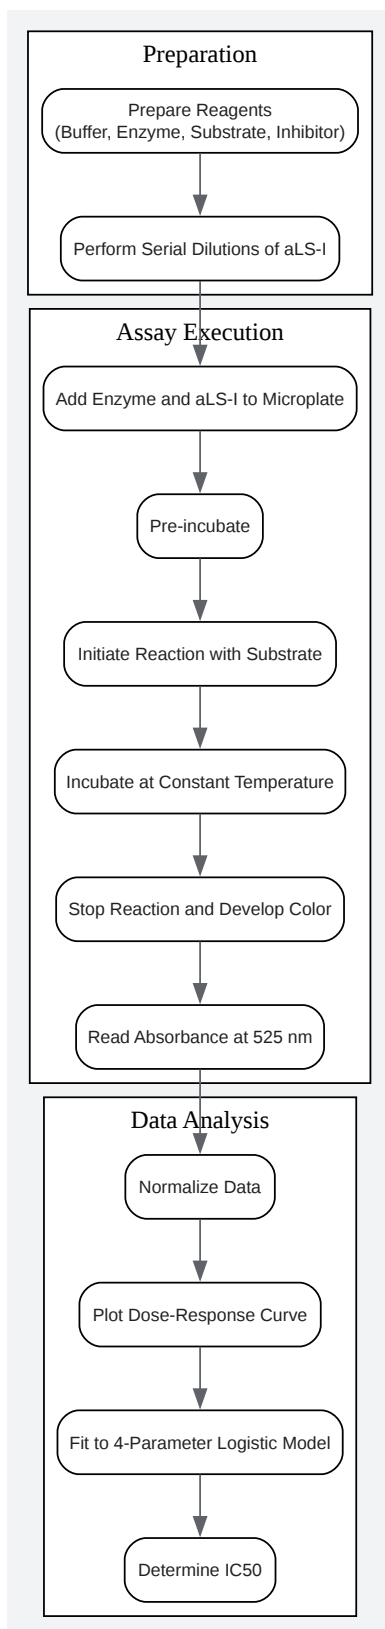 Preparation
Prepare Reagents
(Buffer, Enzyme, Substrate, Inhibitor)
Perform Serial Dilutions of aLS-I
Assay Execution
Add Enzyme and aLS-I to Microplate
Pre-incubate
Initiate Reaction with Substrate
Incubate at Constant Temperature
Stop Reaction and Develop Color
Read Absorbance at 525 nm
Data Analysis
Normalize Data
Plot Dose-Response Curve
Fit to 4-Parameter Logistic Model
Determine IC50